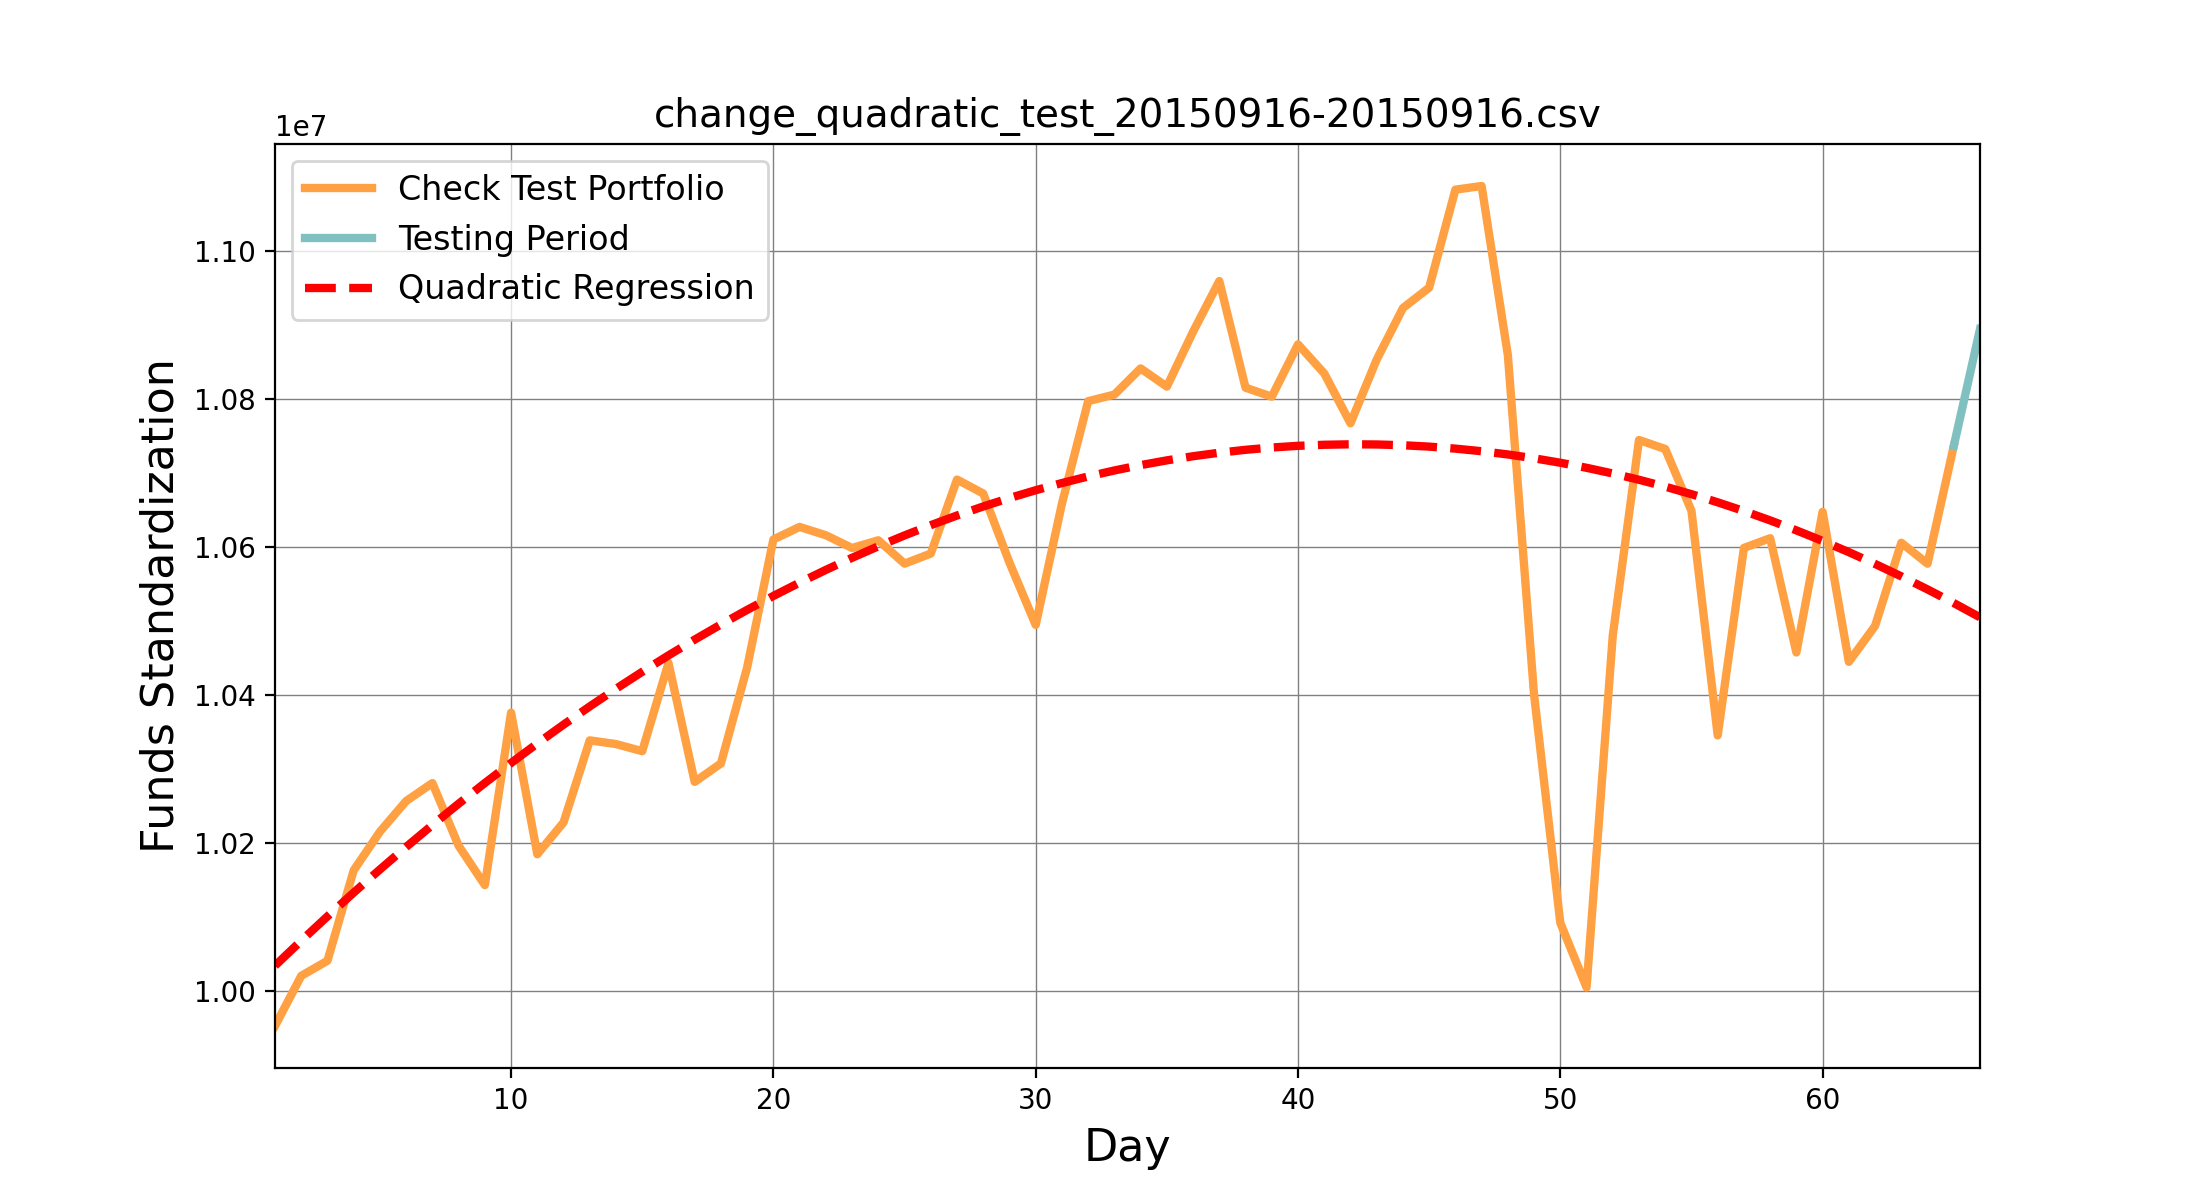 change_quadratic_test_20150916-20150916.csv
1e7
Check Test Portfolio
Testing Period
Quadratic Regression
1.10
1.08
1.06
1.04
1.02
1.00
Funds Standardization
10 20 30 40 50 60
Day